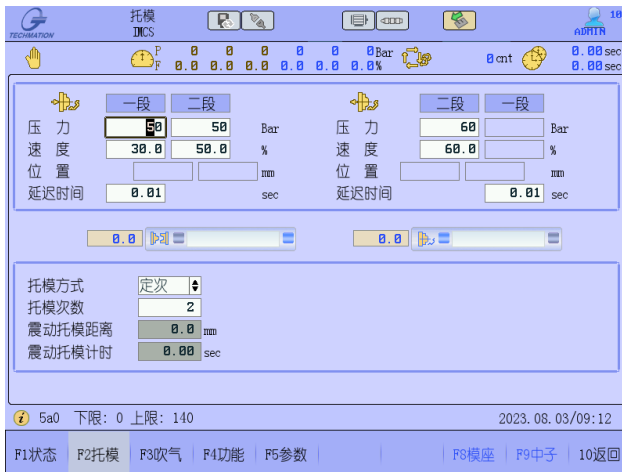 TECHMATION
托模
IMCS
10
ADMIN
P 0 0 0 0 0 0Bar
F 0.0 0.0 0.0 0.0 0.0 0.0%
0 cnt
0.00 sec
0.00 sec
一段 二段
压 力 50 50 Bar
速 度 30.0 50.0 %
位 置 mm
延迟时间 0.01 sec
二段 一段
压 力 60 Bar
速 度 60.0 %
位 置 mm
延迟时间 0.01 sec
0.0
0.0
托模方式 定次
托模次数 2
震动托模距离 0.0 mm
震动托模计时 0.00 sec
i 5a0 下限: 0 上限: 140
2023.08.03/09:12
F1状态 F2托模 F3吹气 F4功能 F5参数 F8模座 F9中子 10返回